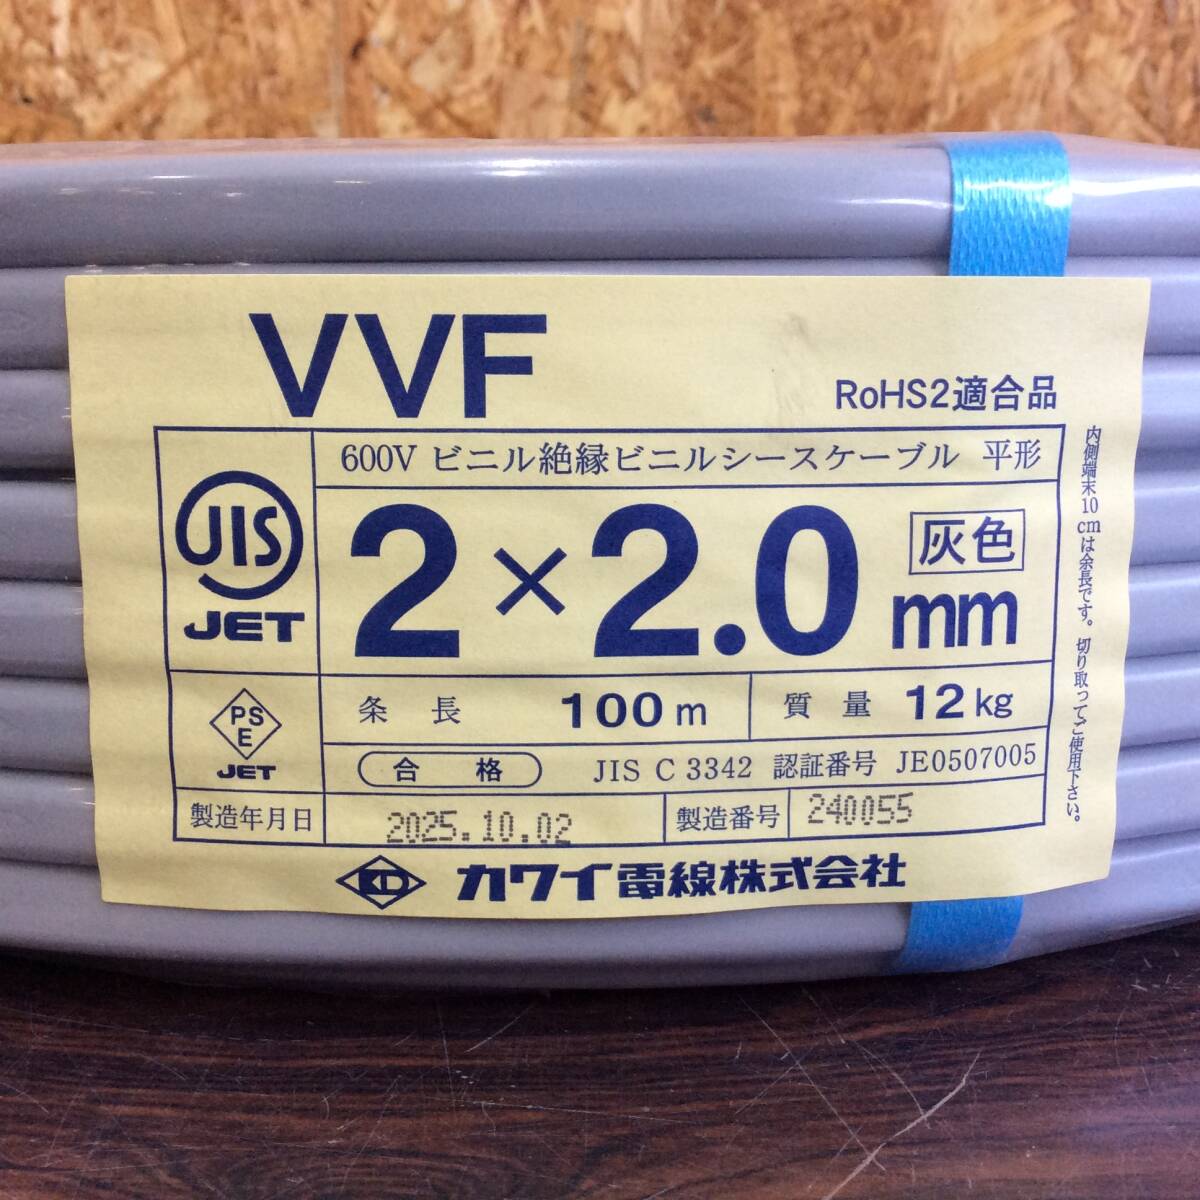 VVF
RoHS2適合品
600V ビニル絶縁ビニルシースケーブル 平形
JIS
JET
2×2.0mm
灰色
PS
E
JET
条長 100m
質量 12kg
合格
JIS C 3342 認証番号 JE0507005
製造年月日 2025.10.02
製造番号 240055
KD カワイ電線株式会社
内側端末10cmは余長です。切り取ってご使用下さい。